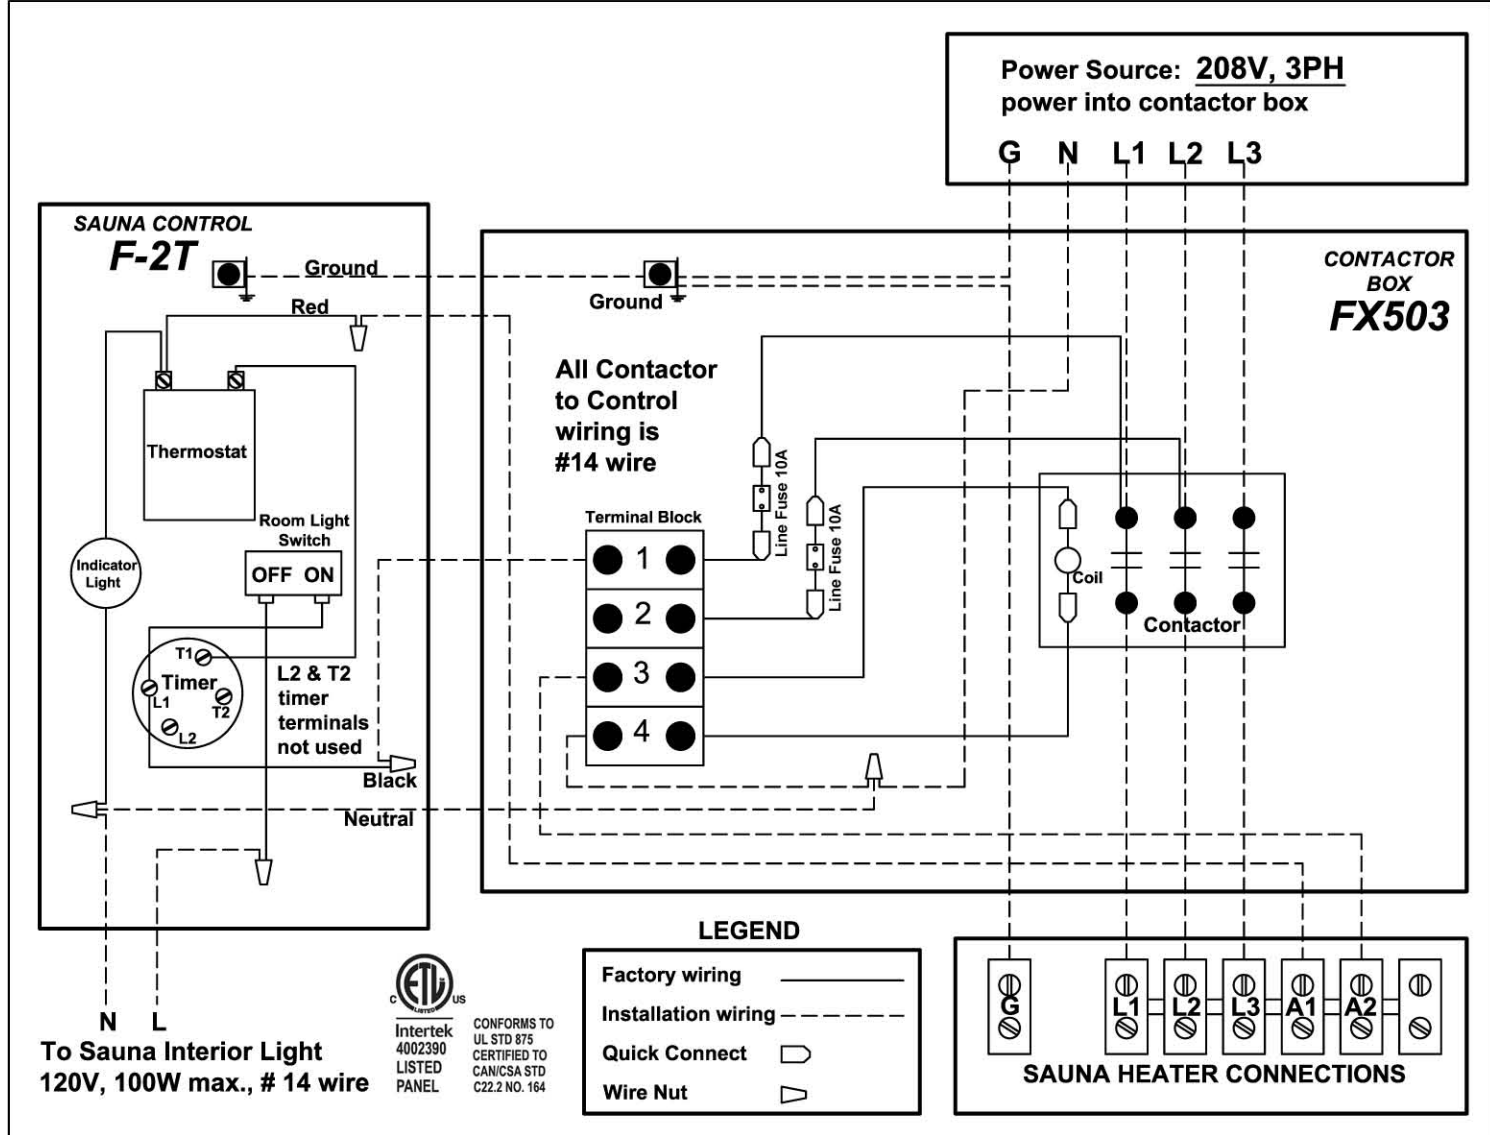 Power Source: 208V, 3PH
power into contactor box
G N L1 L2 L3
SAUNA CONTROL
F-2T
Ground
Red
Thermostat
Room Light
Switch
OFF ON
Indicator
Light
T1
Timer
L1
T2
L2
L2 & T2
timer
terminals
not used
Black
Neutral
N L
To Sauna Interior Light
120V, 100W max., # 14 wire
CONTACTOR
BOX
FX503
Ground
All Contactor
to Control
wiring is
#14 wire
Line Fuse 10A
Line Fuse 10A
Terminal Block
1
2
3
4
Coil
Contactor
C ETL US
LISTED
Intertek
4002390
LISTED
PANEL
CONFORMS TO
UL STD 875
CERTIFIED TO
CAN/CSA STD
C22.2 NO. 164
LEGEND
Factory wiring
Installation wiring
Quick Connect
Wire Nut
G L1 L2 L3 A1 A2
SAUNA HEATER CONNECTIONS